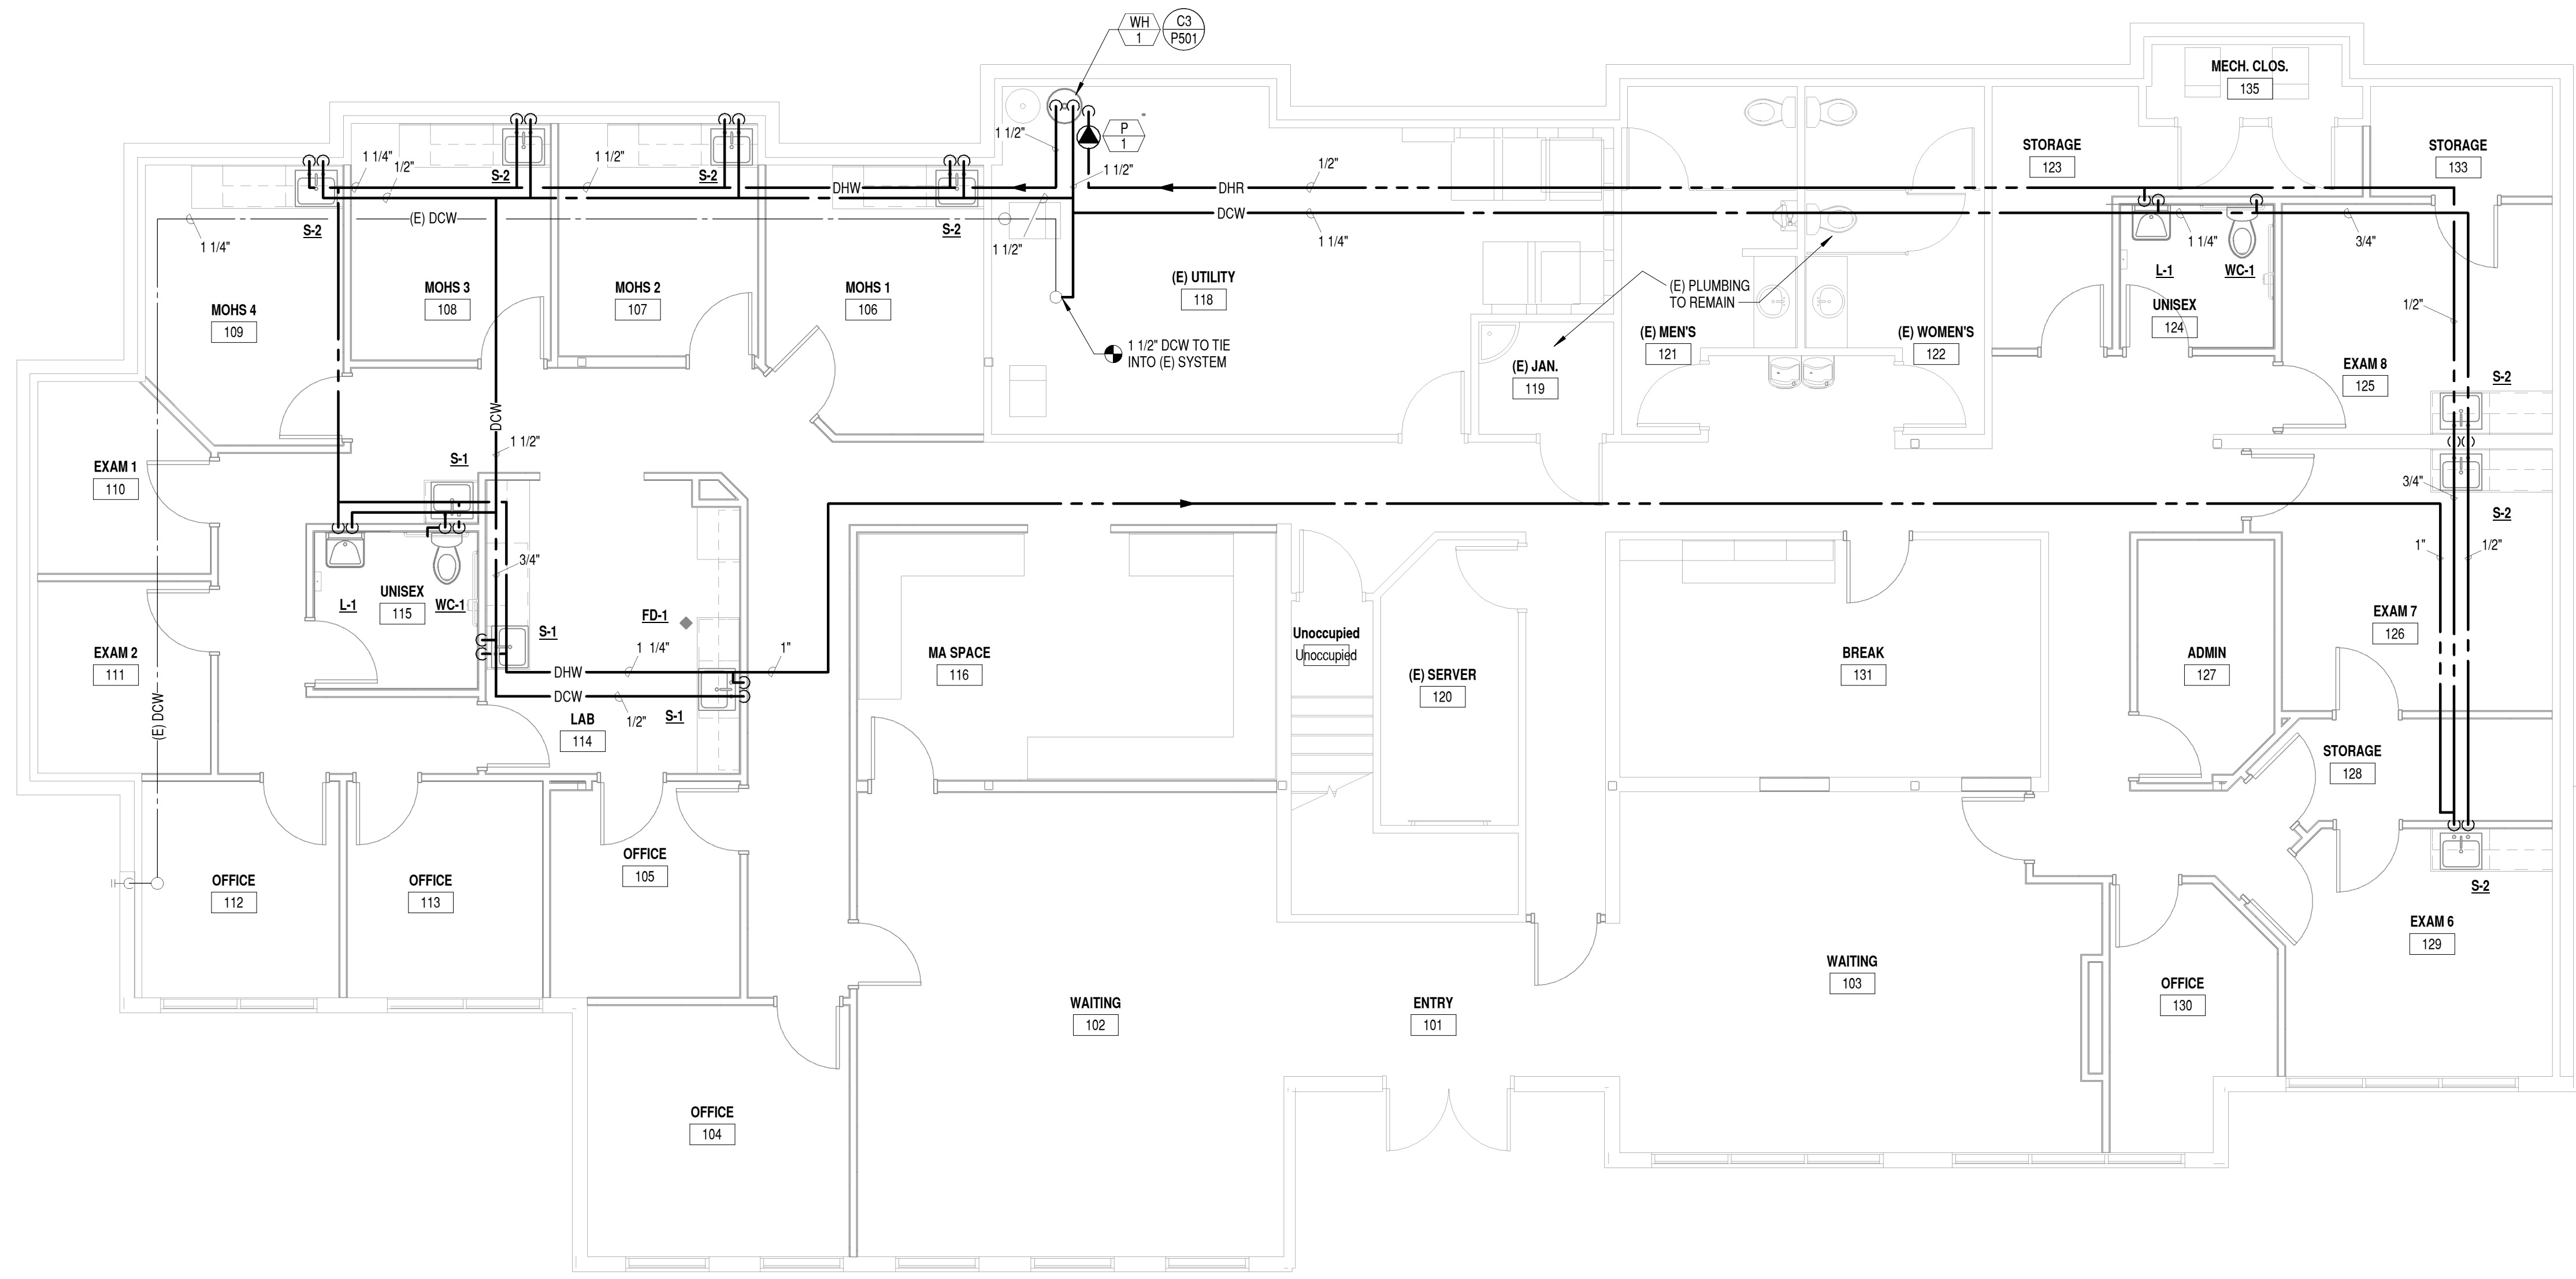 WH
1
C3
P501
MECH. CLOS.
135
1 1/2"
P
1
STORAGE
123
STORAGE
133
1 1/4"
1/2"
S-2
1 1/2"
S-2
DHW
1 1/2"
DHR
1/2"
(E) DCW
DCW
1 1/4"
S-2
S-2
1 1/2"
1 1/4"
1 1/4"
3/4"
L-1
WC-1
(E) UTILITY
118
(E) PLUMBING
TO REMAIN
MOHS 4
109
MOHS 3
108
MOHS 2
107
MOHS 1
106
UNISEX
124
1/2"
(E) MEN'S
121
(E) WOMEN'S
122
1 1/2" DCW TO TIE
INTO (E) SYSTEM
(E) JAN.
119
EXAM 8
125
S-2
DCW
1 1/2"
S-1
EXAM 1
110
3/4"
S-2
3/4"
1"
1/2"
UNISEX
115
L-1
WC-1
FD-1
S-1
EXAM 2
111
MA SPACE
116
Unoccupied
Unoccupied
(E) SERVER
120
BREAK
131
ADMIN
127
EXAM 7
126
DHW
1 1/4"
1"
DCW
1/2"
S-1
(E) DCW
LAB
114
STORAGE
128
OFFICE
112
OFFICE
113
OFFICE
105
S-2
EXAM 6
129
WAITING
102
ENTRY
101
WAITING
103
OFFICE
130
OFFICE
104